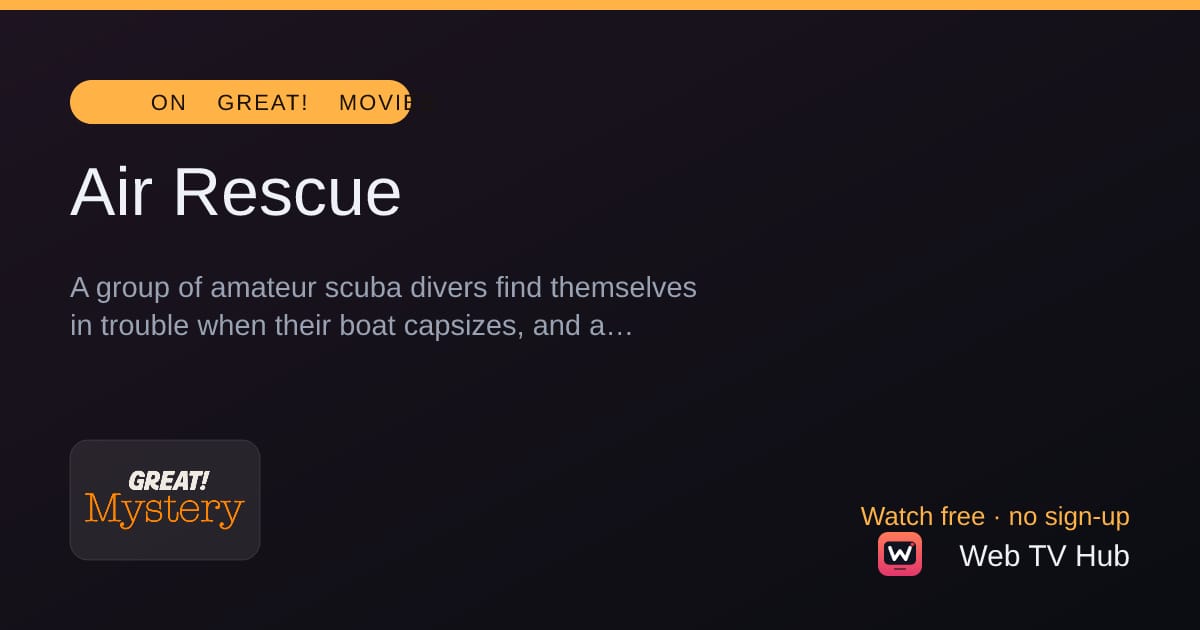 ON GREAT! MOVIE
Air Rescue
A group of amateur scuba divers find themselves
in trouble when their boat capsizes, and a…
GREAT!
Mystery
Watch free · no sign-up
W
Web TV Hub